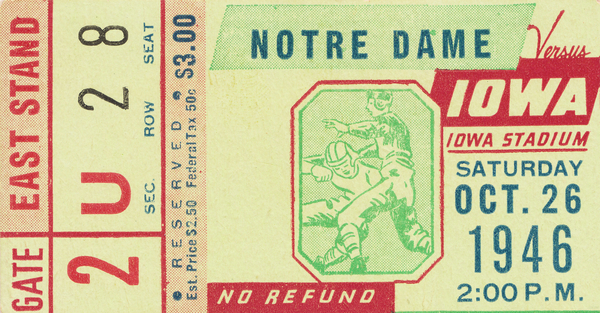 GATE EAST STAND
2 U 2 8
SEC. ROW SEAT
• RESERVED • $3.00
Est. Price $2.50 Federal Tax 50c
NOTRE DAME
Versus
IOWA
IOWA STADIUM
SATURDAY
OCT. 26
1946
2:00 P.M.
NO REFUND